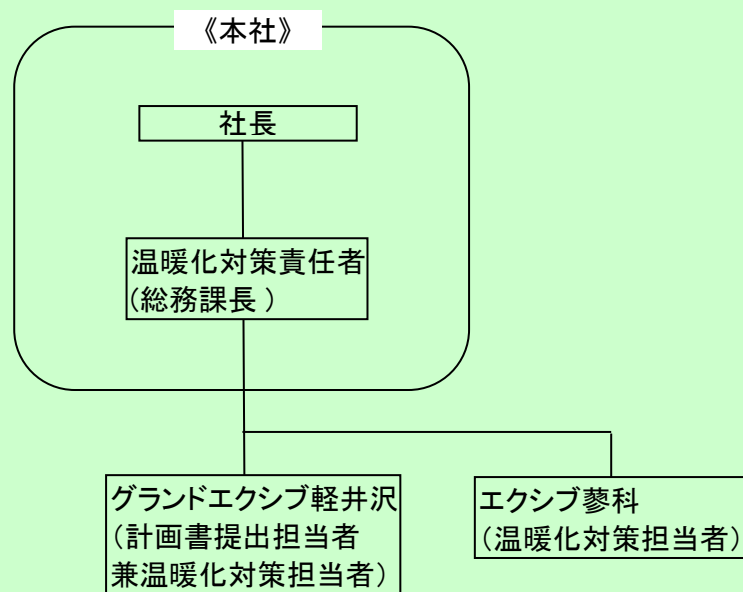 《本社》
社長
温暖化対策責任者
(総務課長 )
グランドエクシブ軽井沢
(計画書提出担当者
兼温暖化対策担当者)
エクシブ蓼科
(温暖化対策担当者)